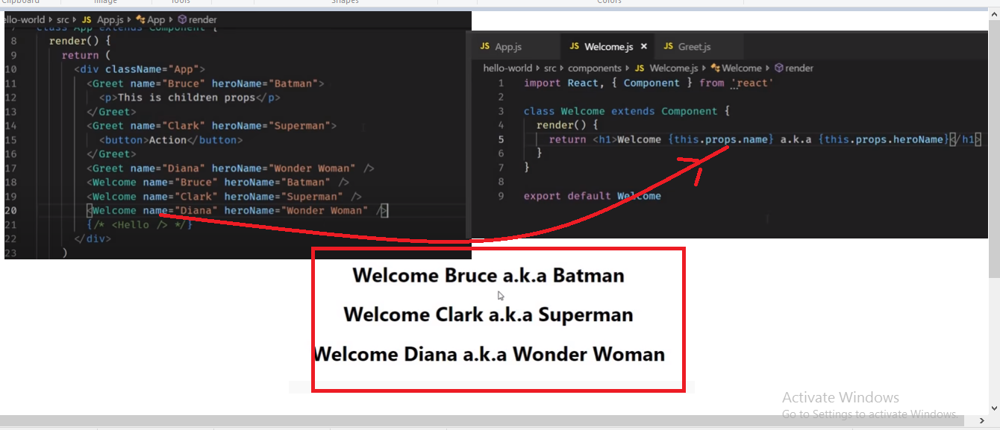 Clipboard
Image
Tools
Shapes
Colors
ello-world › src › JS App.js › App › render
7 class App extends Component {
8 render() {
9 return (
10 <div className="App">
11 <Greet name="Bruce" heroName="Batman">
12 <p>This is children props</p>
13 </Greet>
14 <Greet name="Clark" heroName="Superman">
15 <button>Action</button>
16 </Greet>
17 <Greet name="Diana" heroName="Wonder Woman" />
18 <Welcome name="Bruce" heroName="Batman" />
19 <Welcome name="Clark" heroName="Superman" />
20 <Welcome name="Diana" heroName="Wonder Woman" />
21 {/* <Hello /> */}
22 </div>
23 )
JS App.js JS Welcome.js × JS Greet.js
hello-world › src › components › JS Welcome.js › Welcome › render
1 import React, { Component } from 'react'
2
3 class Welcome extends Component {
4 render() {
5 return <h1>Welcome {this.props.name} a.k.a {this.props.heroName}</h1>
6 }
7 }
8
9 export default Welcome
Welcome Bruce a.k.a Batman
Welcome Clark a.k.a Superman
Welcome Diana a.k.a Wonder Woman
Activate Windows
Go to Settings to activate Windows.